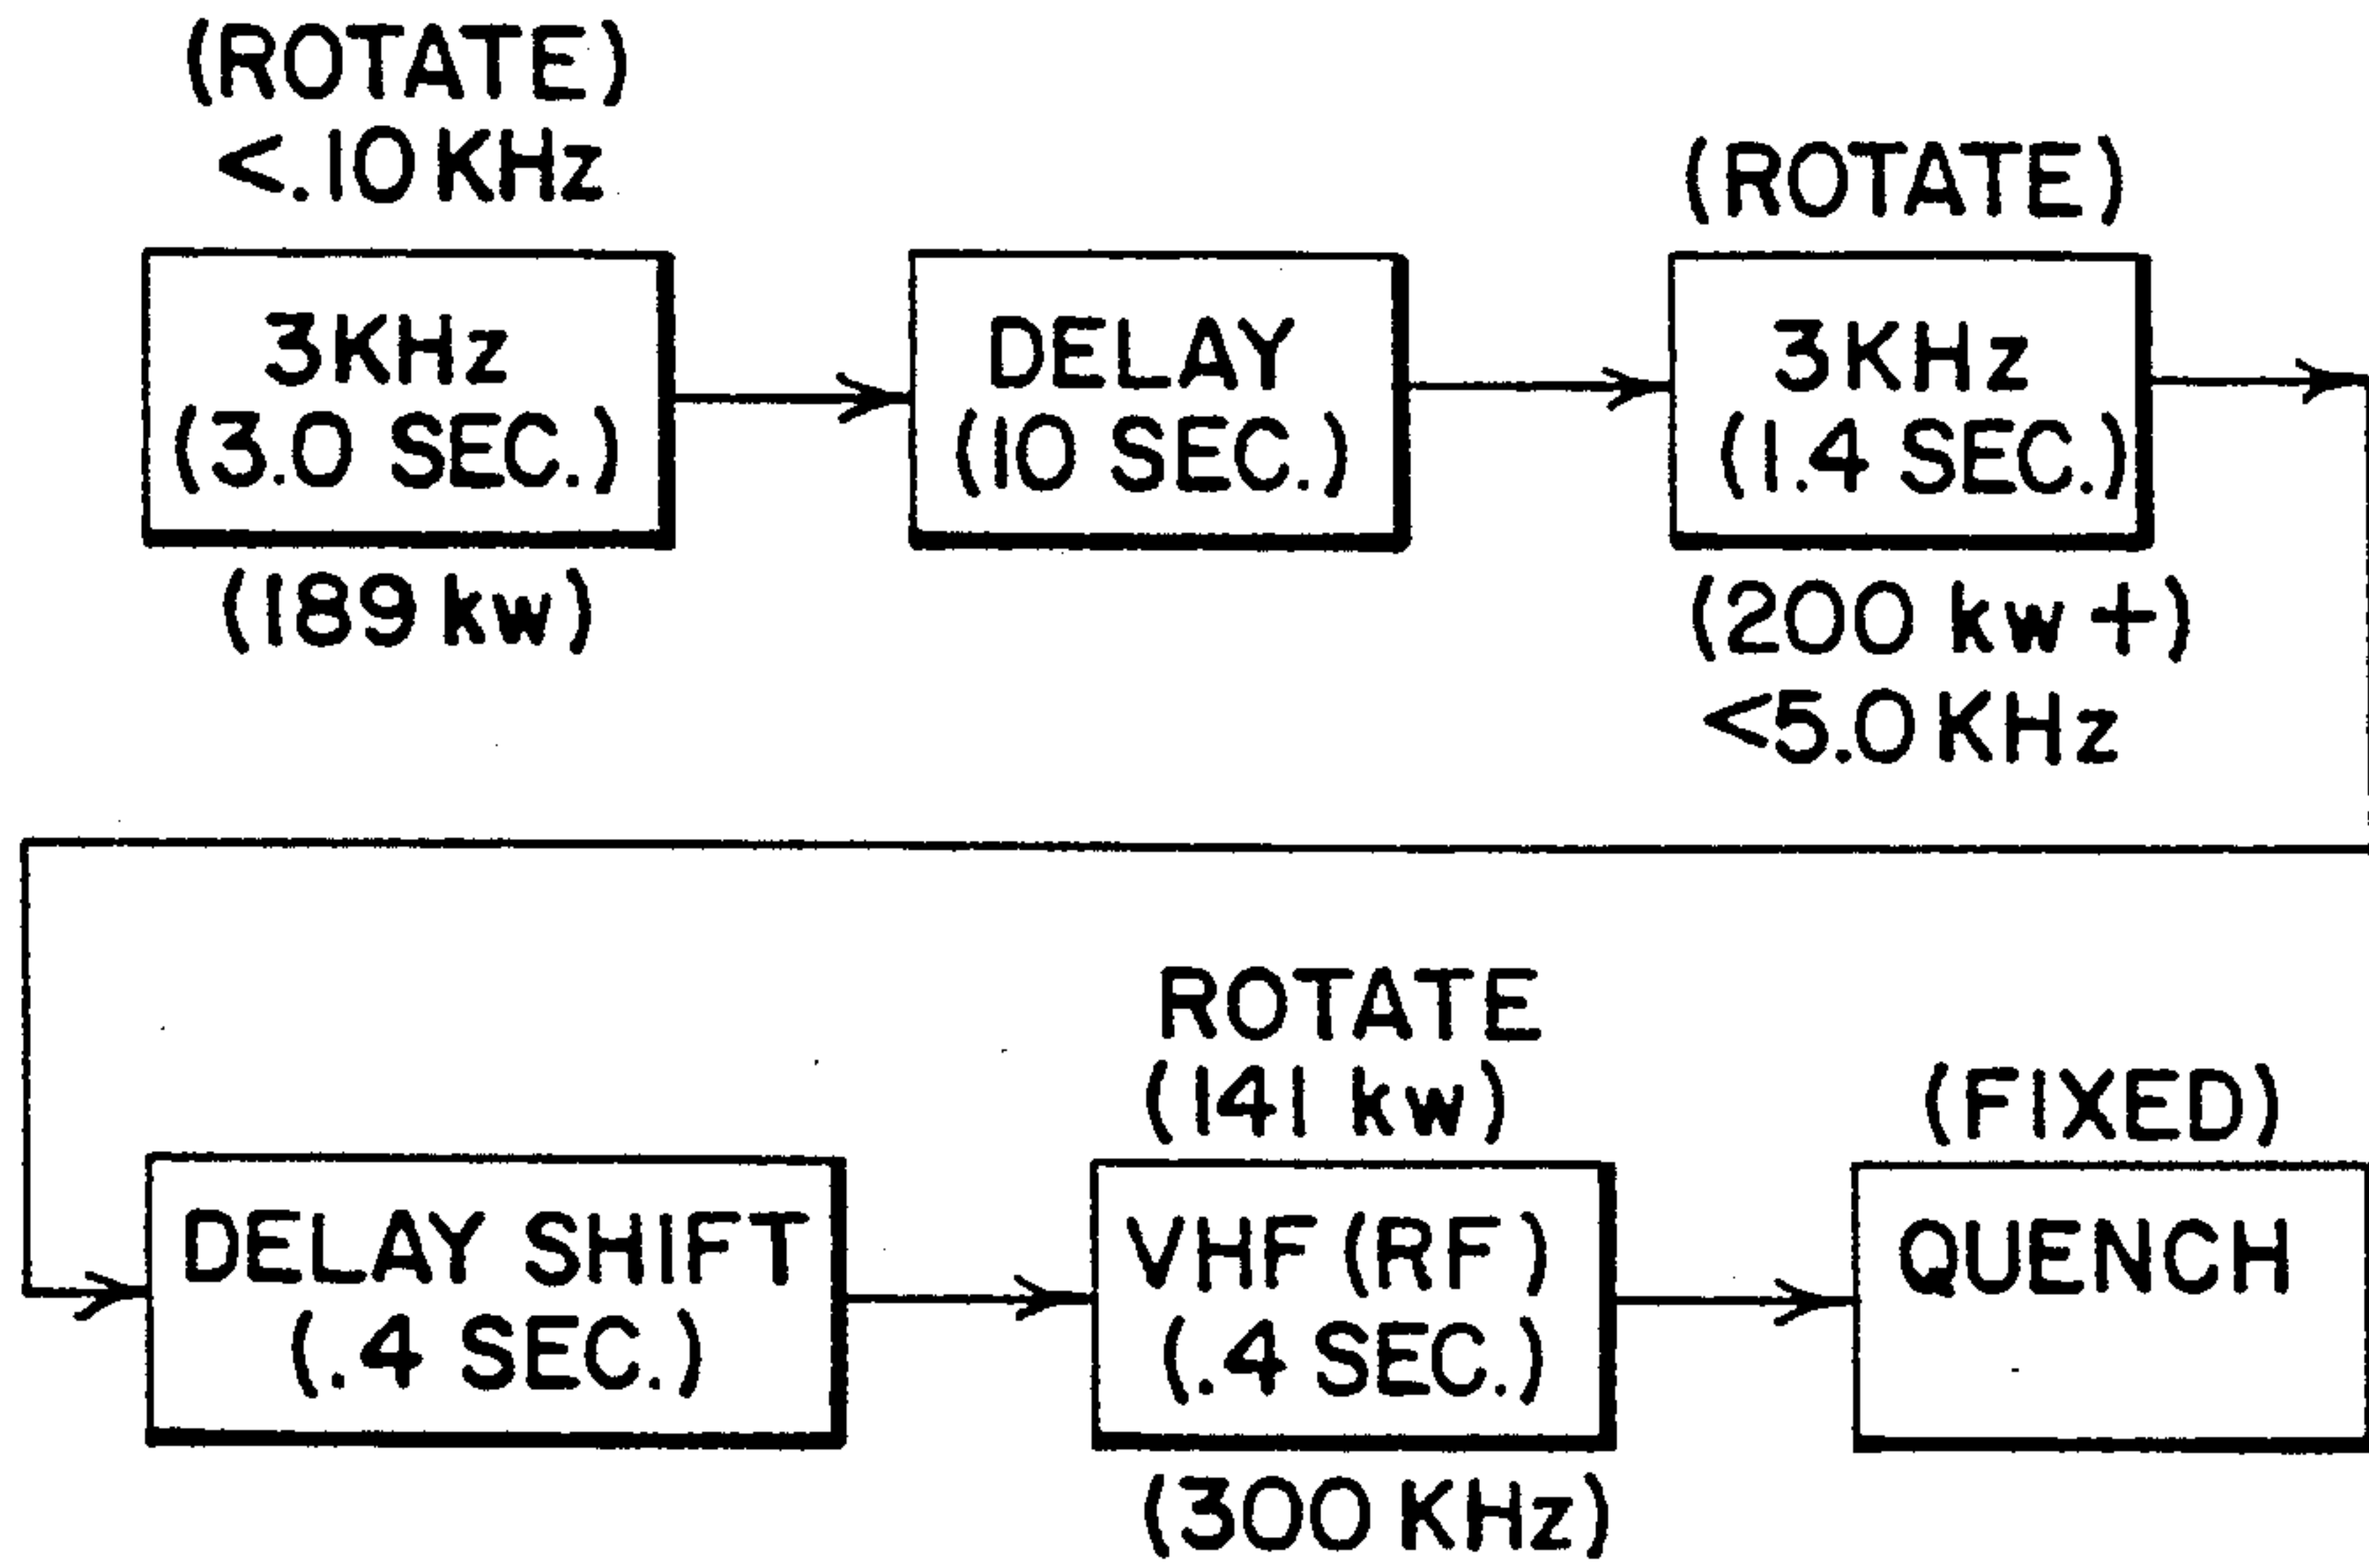 (ROTATE)
<.10 KHz
3KHz
(3.0 SEC.)
(189 kw)
DELAY
(10 SEC.)
(ROTATE)
3KHz
(1.4 SEC.)
(200 kw +)
<5.0 KHz
DELAY SHIFT
(.4 SEC.)
ROTATE
(141 kw)
VHF (RF)
(.4 SEC.)
(300 KHz)
(FIXED)
QUENCH